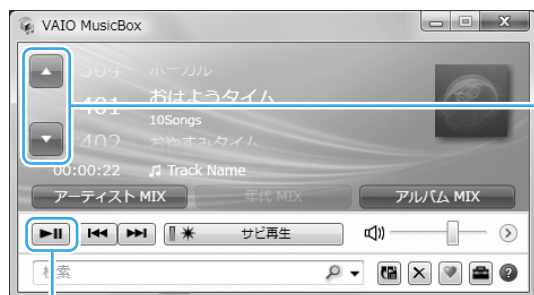 VAIO MusicBox
304 ボーカル
401 おはようタイム
10Songs
402 おやすみタイム
00:00:22 Track Name
アーティスト MIX 年代 MIX アルバム MIX
サビ再生
検索